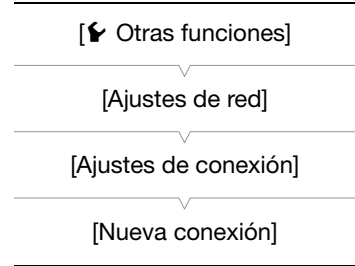 [ Otras funciones]
[Ajustes de red]
[Ajustes de conexión]
[Nueva conexión]